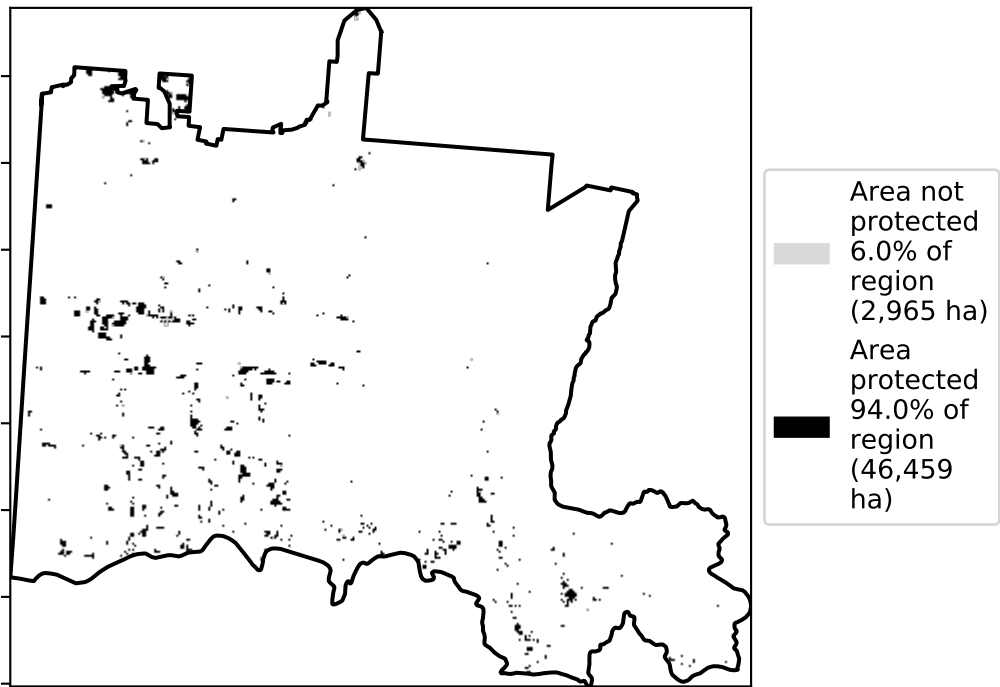 Area not
protected
6.0% of
region
(2,965 ha)
Area
protected
94.0% of
region
(46,459
ha)